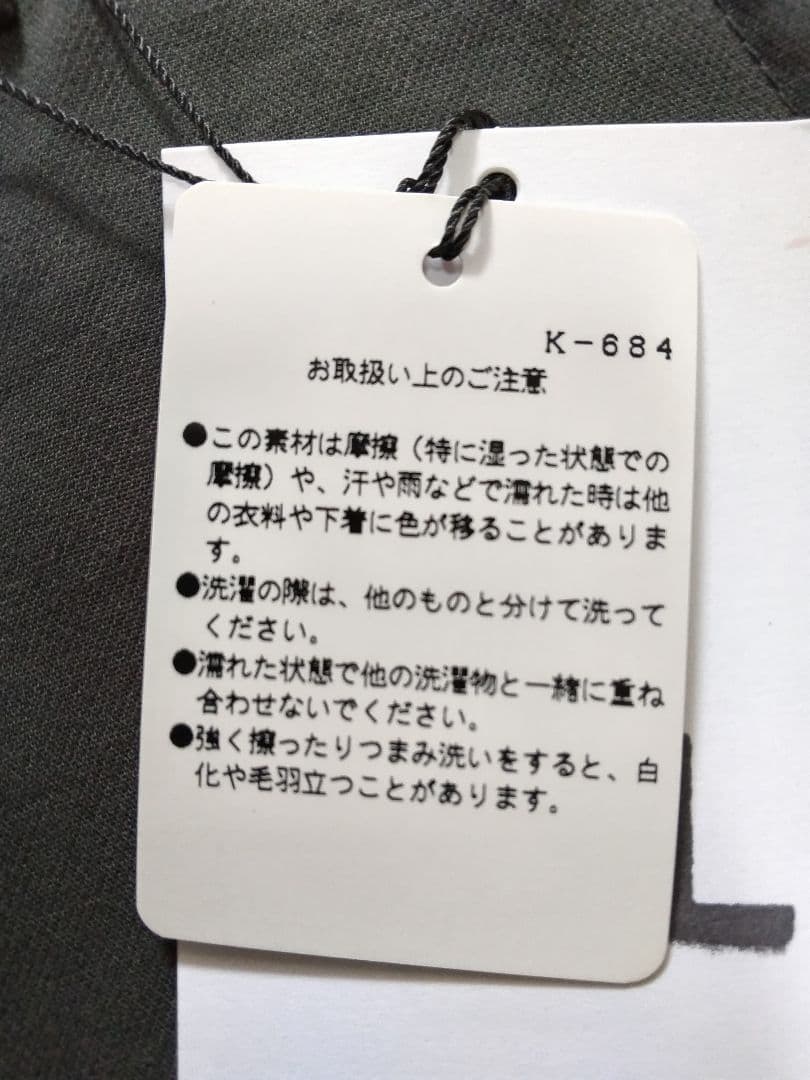 K-684
お取扱い上のご注意
●この素材は摩擦（特に湿った状態での
摩擦）や、汗や雨などで濡れた時は他
の衣料や下着に色が移ることがありま
す。
●洗濯の際は、他のものと分けて洗って
ください。
●濡れた状態で他の洗濯物と一緒に重ね
合わせないでください。
●強く擦ったりつまみ洗いをすると、白
化や毛羽立つことがあります。